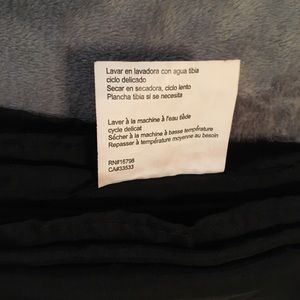 Lavar en lavadora con agua tibia
ciclo delicado
Secar en secadora, ciclo lento
Plancha tibia si se necesita
Laver à la machine à l'eau tiède
cycle delicat
Sécher à la machine à basse température
Repasser à température moyenne au besoin
RN#16798
CA#33533